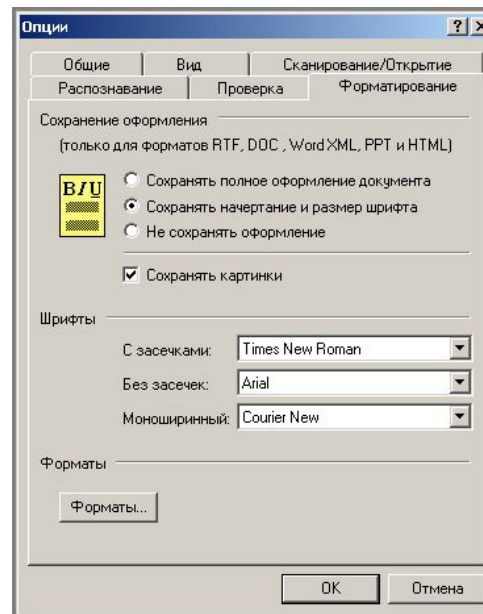 Опции
Общие Вид Сканирование/Открытие
Распознавание Проверка Форматирование
Сохранение оформления
(только для форматов RTF, DOC , Word XML, PPT и HTML)
B I U
Сохранять полное оформление документа
Сохранять начертание и размер шрифта
Не сохранять оформление
Сохранять картинки
Шрифты
С засечками: Times New Roman
Без засечек: Arial
Моноширинный: Courier New
Форматы
Форматы...
OK Отмена